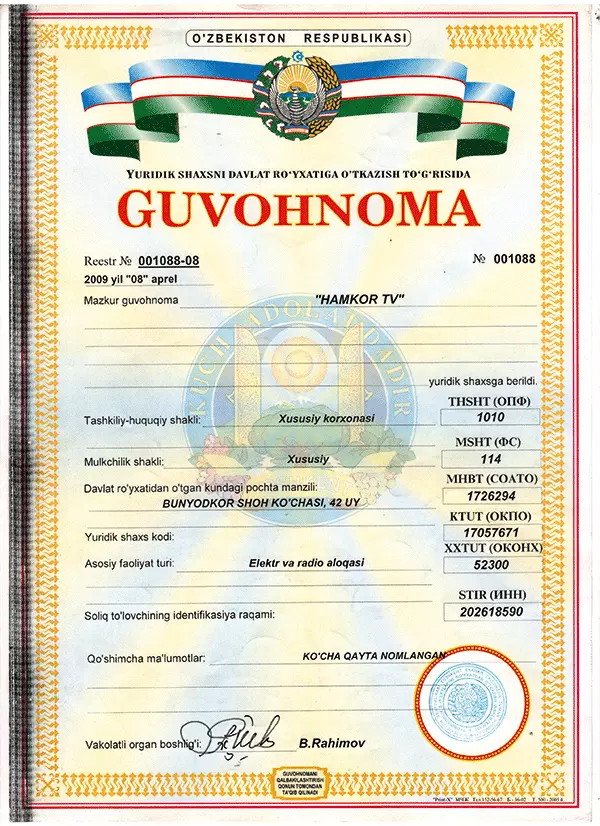 O'ZBEKISTON RESPUBLIKASI
YURIDIK SHAXSNI DAVLAT RO'YXATIGA O'TKAZISH TO'G'RISIDA
GUVOHNOMA
Reestr № 001088-08 № 001088
2009 yil "08" aprel
Mazkur guvohnoma "HAMKOR TV"
KUCH ADOLATDADIR
yuridik shaxsga berildi.
THSHT (ОПФ)
Tashkiliy-huquqiy shakli: Xususiy korxonasi 1010
MSHT (ФС)
Mulkchilik shakli: Xususiy 114
MHBT (СОАТО)
Davlat ro'yxatidan o'tgan kundagi pochta manzili: 1726294
BUNYODKOR SHOH KO'CHASI, 42 UY
KTUT (ОКПО)
Yuridik shaxs kodi: 17057671
XXTUT (ОКОНХ)
Asosiy faoliyat turi: Elektr va radio aloqasi 52300
STIR (ИНН)
Soliq to'lovchining identifikasiya raqami: 202618590
Qo'shimcha ma'lumotlar: KO'CHA QAYTA NOMLANGAN
Vakolatli organ boshlig'i: B.Rahimov
GUVOHNOMANI
QALBAKILASHTIRISH
QONUN TOMONDAN
TA'QIB QILINADI